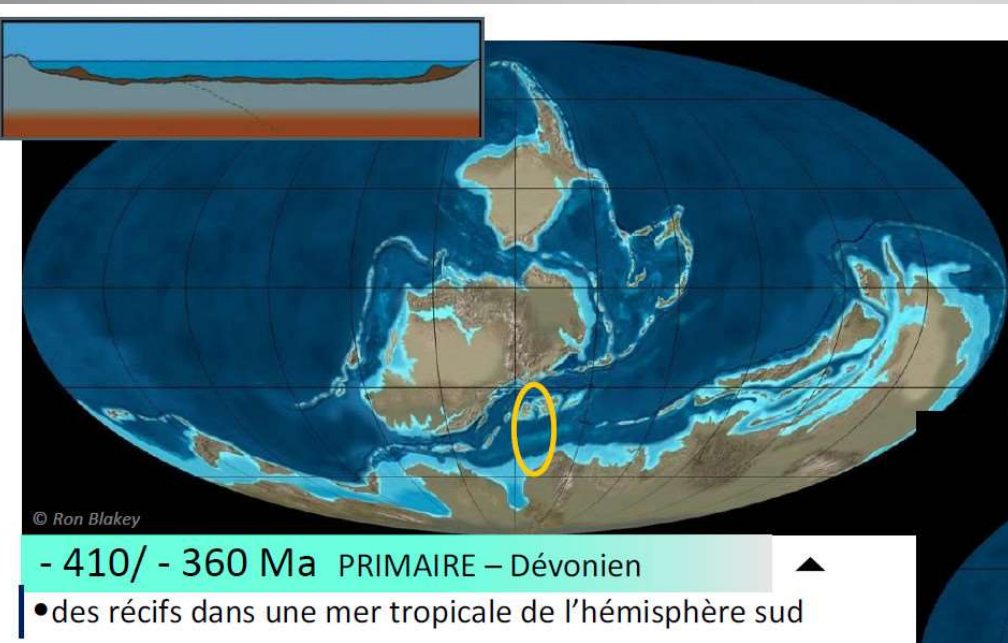 © Ron Blakey
- 410/ - 360 Ma PRIMAIRE – Dévonien
•des récifs dans une mer tropicale de l’hémisphère sud